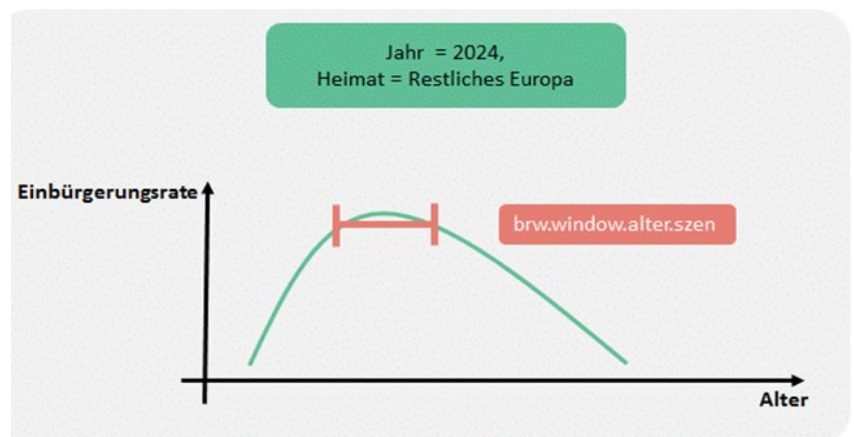 Jahr = 2024,
Heimat = Restliches Europa
Einbürgerungsrate
brw.window.alter.szen
Alter